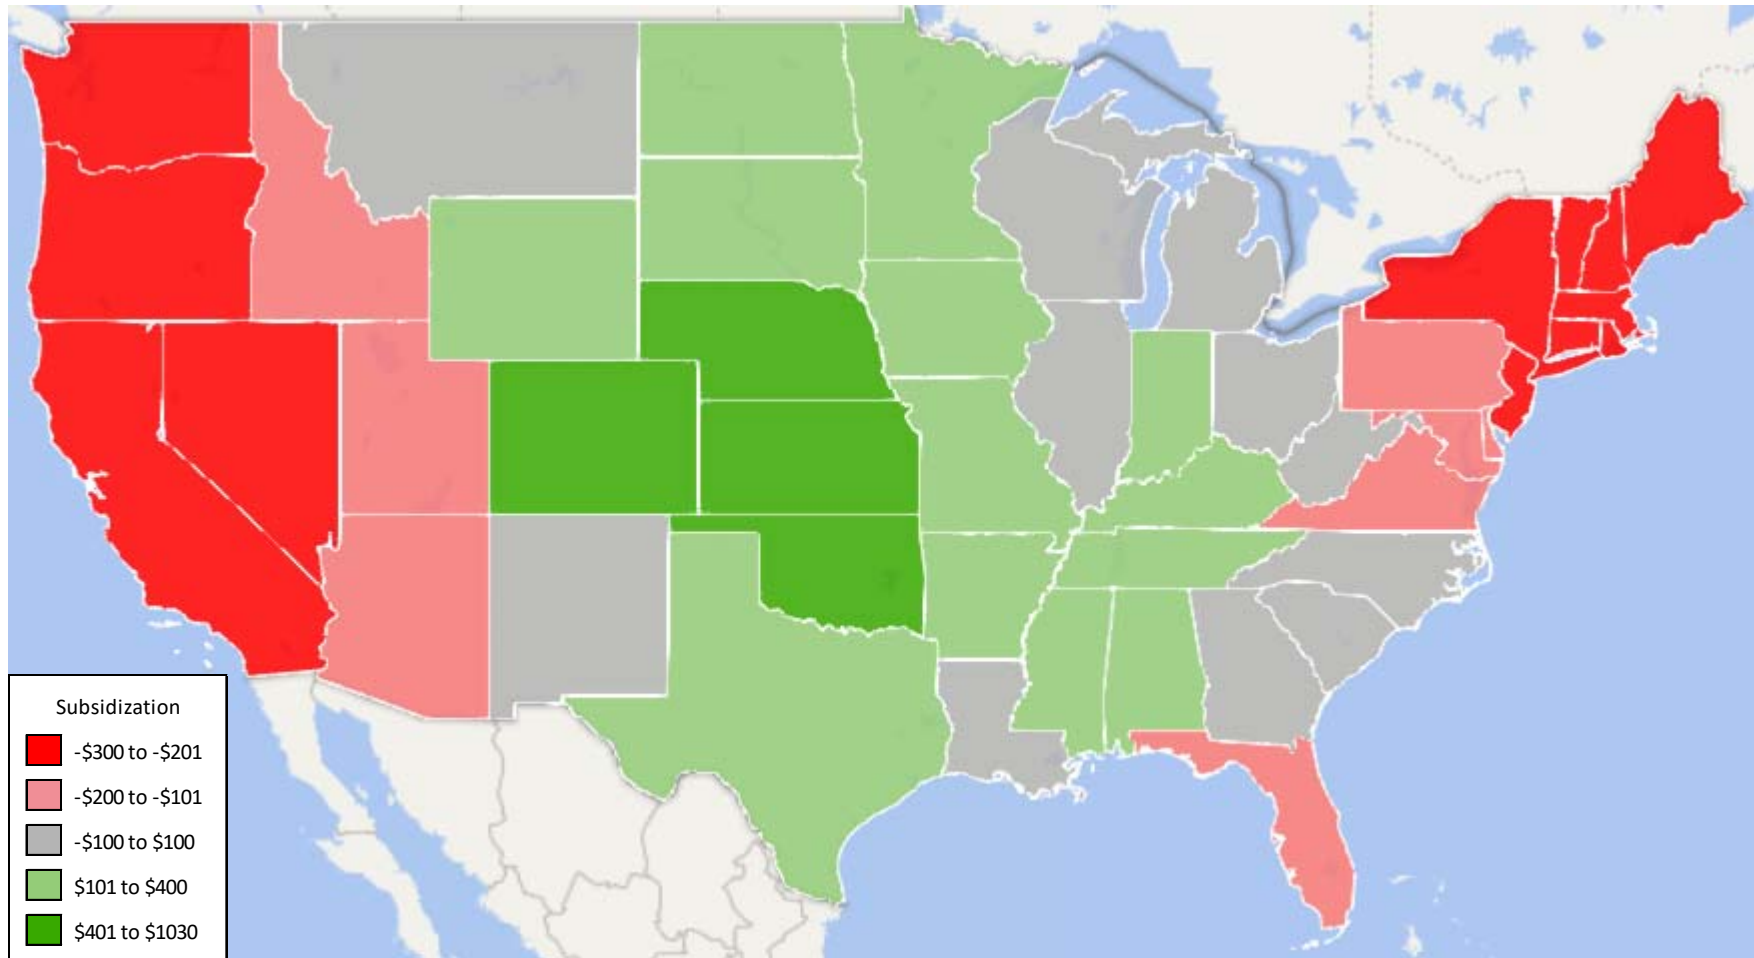 Subsidization
-$300 to -$201
-$200 to -$101
-$100 to $100
$101 to $400
$401 to $1030